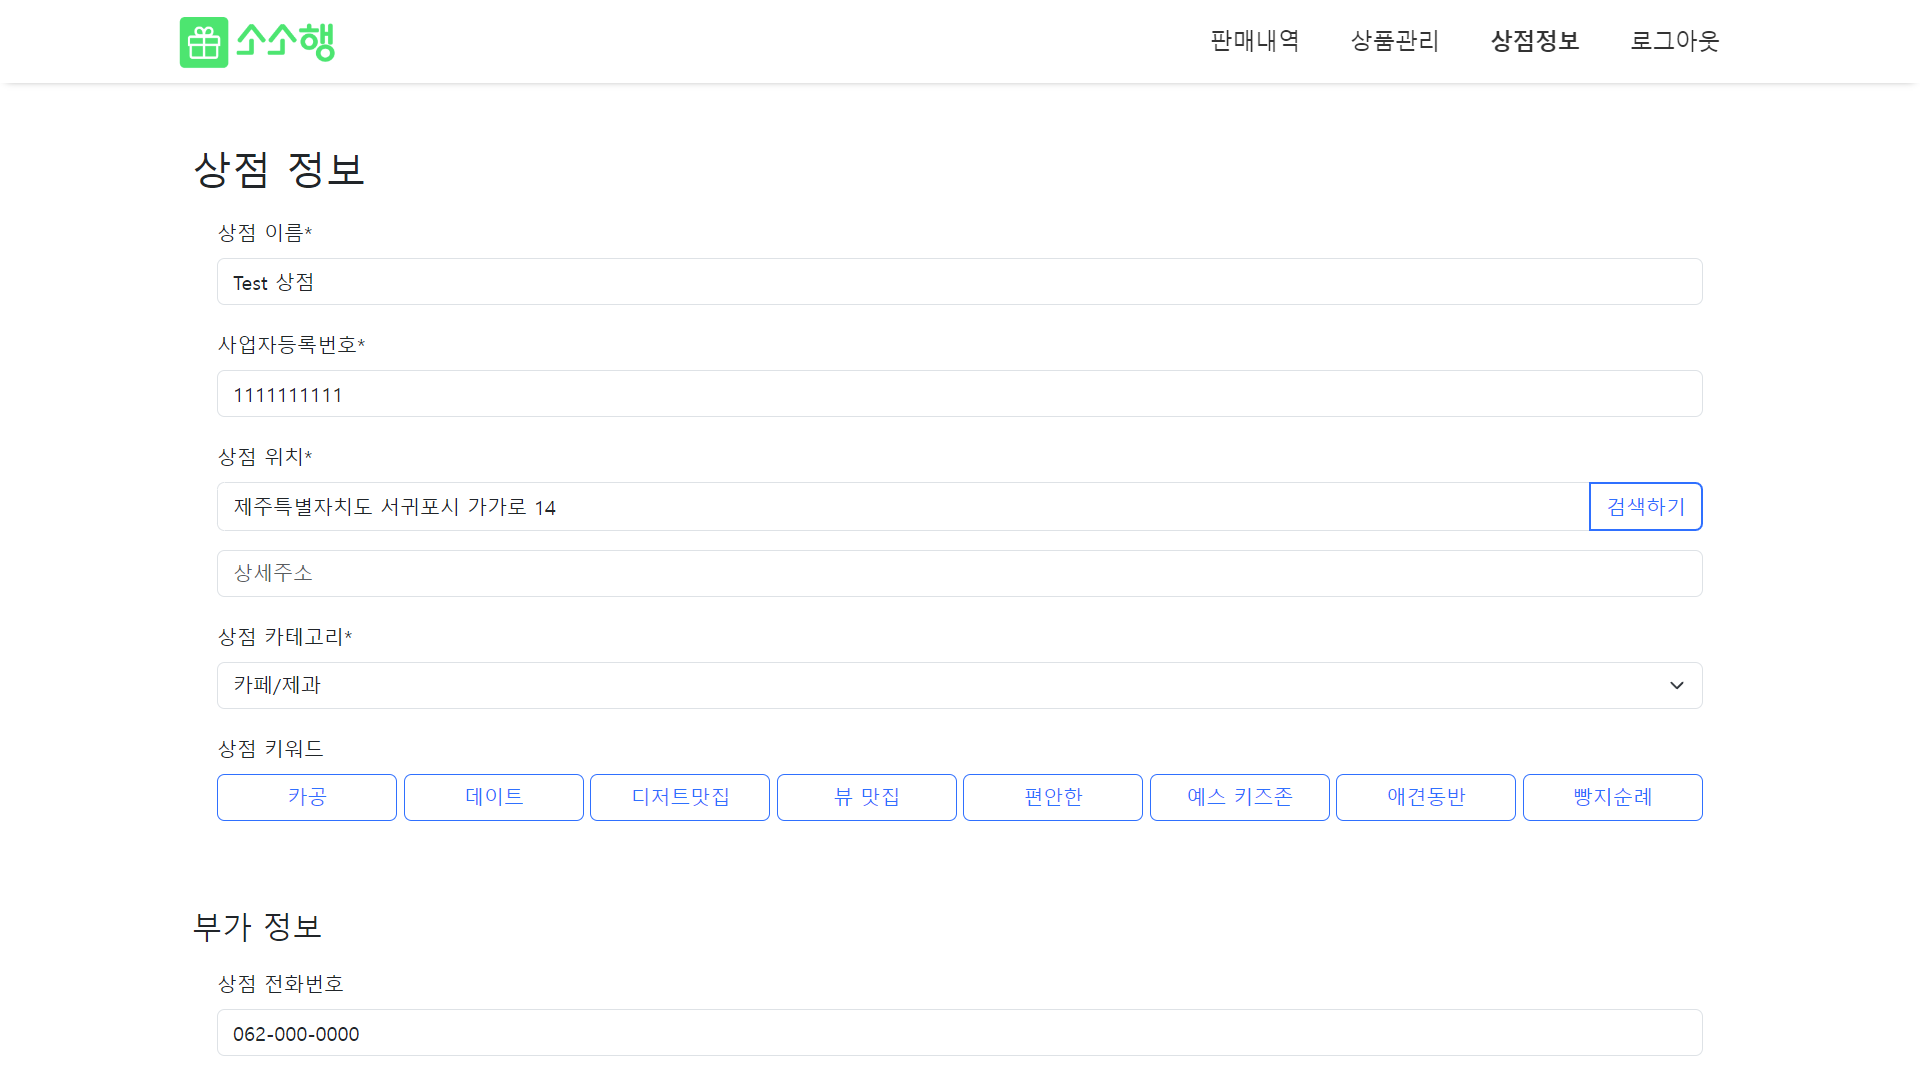 소소행 판매내역 상품관리 상점정보 로그아웃
상점 정보
상점 이름*
Test 상점
사업자등록번호*
1111111111
상점 위치*
제주특별자치도 서귀포시 가가로 14 검색하기
상세주소
상점 카테고리*
카페/제과
상점 키워드
카공 데이트 디저트맛집 뷰 맛집 편안한 예스 키즈존 애견동반 빵지순례
부가 정보
상점 전화번호
062-000-0000